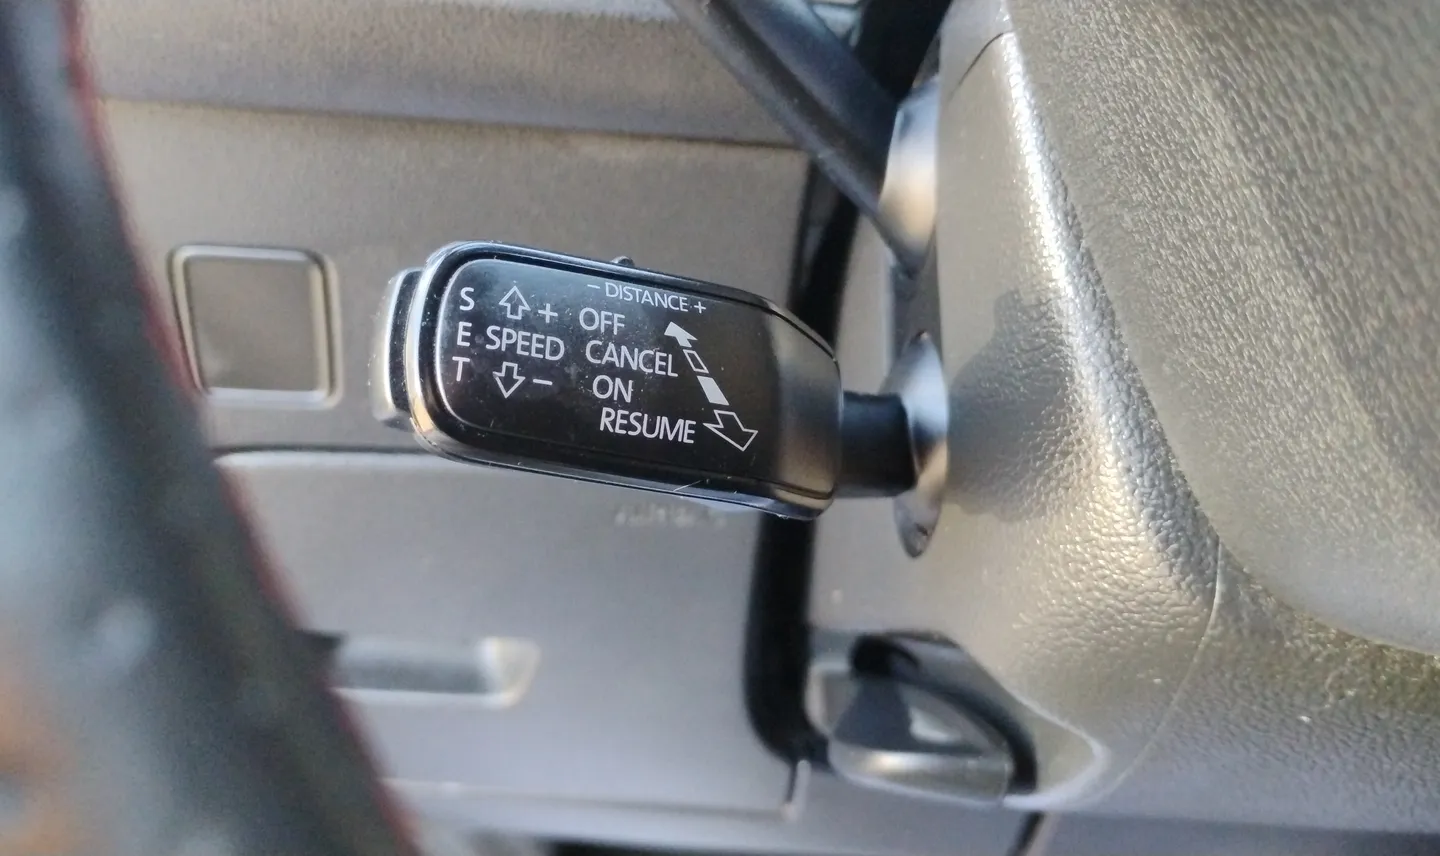 - DISTANCE +
S
E
T
+
SPEED
-
OFF
CANCEL
ON
RESUME